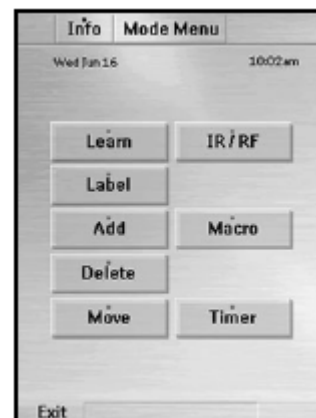 Info Mode Menu
Wed Jun 16 10:02am
Learn IR/RF
Label
Add Macro
Delete
Move Timer
Exit